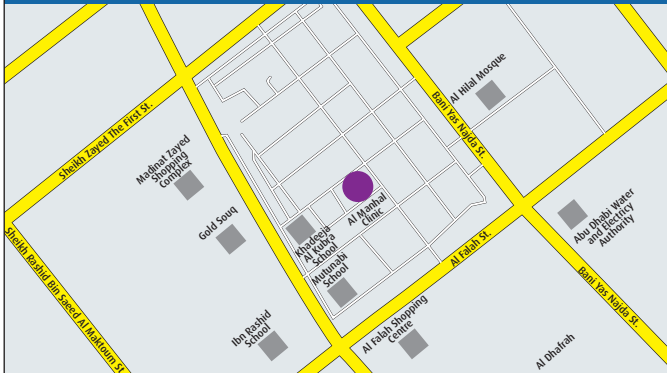 Al Hilal Mosque
Bani Yas Najda St.
Sheikh Zayed The First St.
Madinat Zayed
Shopping
Complex
Gold Souq
Al Manhal
Clinic
Khadeeja
Al Kubra
School
Mutunabi
School
Abu Dhabi Water
and Electricy
Authority
Al Falah St.
Sheikh Rashid Bin Saeed Al Maktoum St
Bani Yas Najda St.
Ibn Rashid
School
Al Falah Shopping
Centre
Al Dhafrah